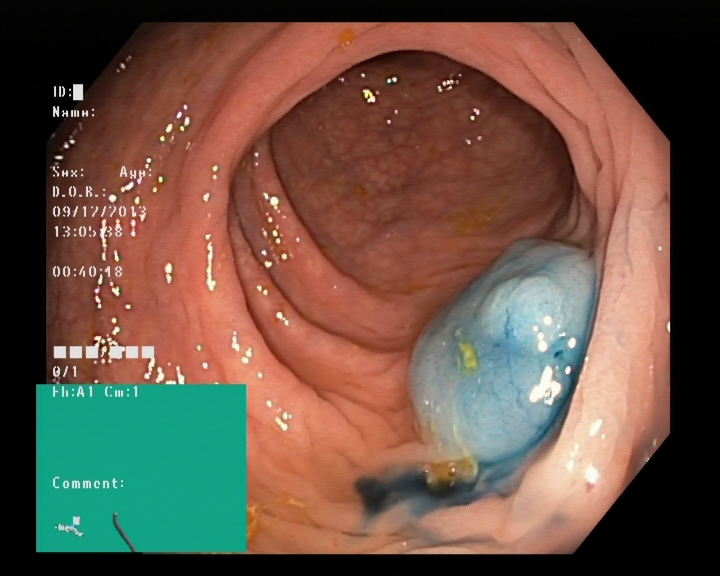 ID:
Name:
Sex: Age:
D.O.B.:
09/12/2013
13:05:38
00:40:18
0/1
Eh:A1 Cm:1
Comment: